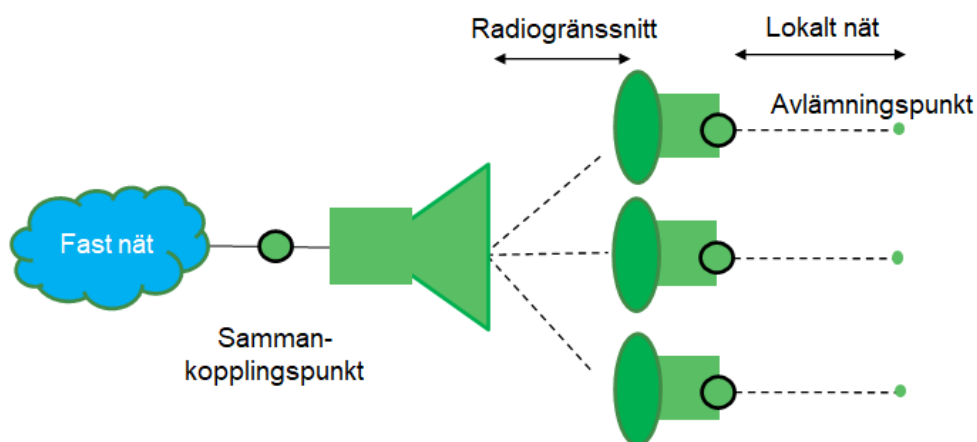 Radiogränssnitt
Lokalt nät
Avlämningspunkt
Fast nät
Samman-
kopplingspunkt